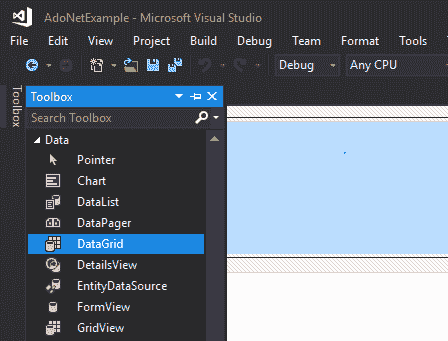 AdoNetExample - Microsoft Visual Studio
File Edit View Project Build Debug Team Format Tools
Debug Any CPU
Toolbox
Toolbox
Search Toolbox
Data
Pointer
Chart
DataList
DataPager
DataGrid
DetailsView
EntityDataSource
FormView
GridView